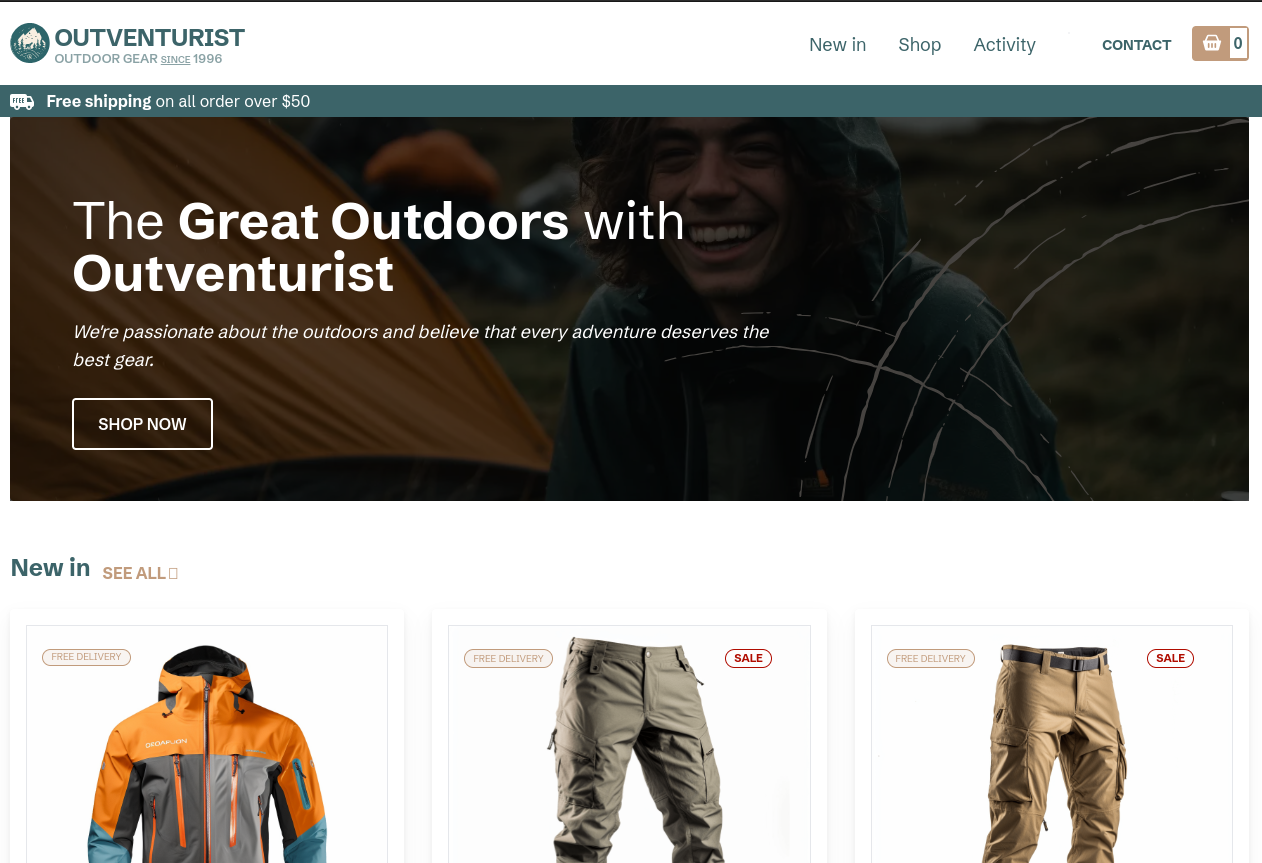 OUTVENTURIST
OUTDOOR GEAR SINCE 1996
New in
Shop
Activity
CONTACT
0
Free shipping on all order over $50
The Great Outdoors with
Outventurist
We're passionate about the outdoors and believe that every adventure deserves the
best gear.
SHOP NOW
New in
SEE ALL
FREE DELIVERY
FREE DELIVERY
SALE
FREE DELIVERY
SALE